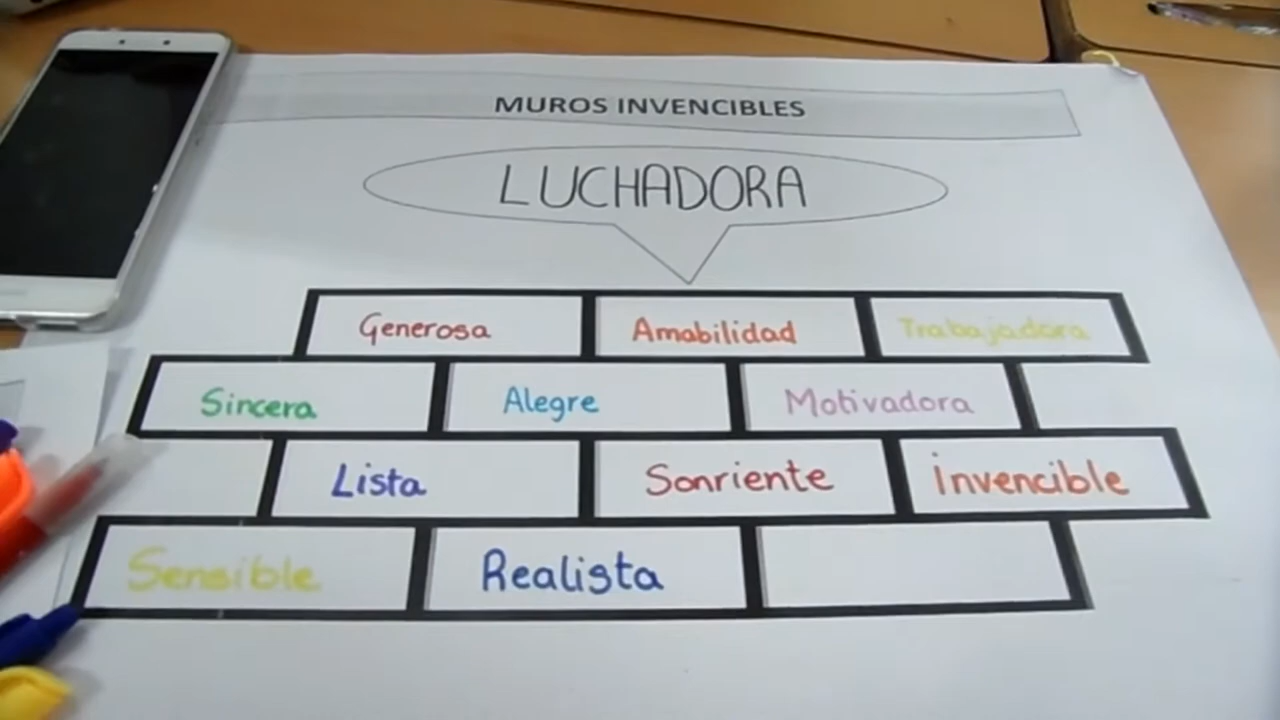 MUROS INVENCIBLES
LUCHADORA
Generosa Amabilidad Trabajadora
Sincera Alegre Motivadora
Lista Sonriente invencible
Sensible Realista